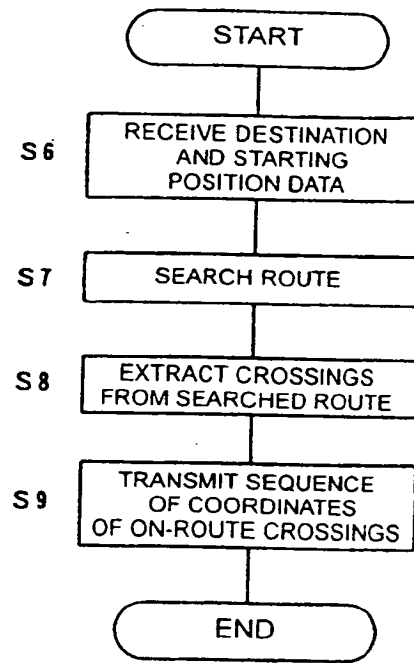 START
S6
RECEIVE DESTINATION
AND STARTING
POSITION DATA
S7
SEARCH ROUTE
S8
EXTRACT CROSSINGS
FROM SEARCHED ROUTE
S9
TRANSMIT SEQUENCE
OF COORDINATES
OF ON-ROUTE CROSSINGS
END